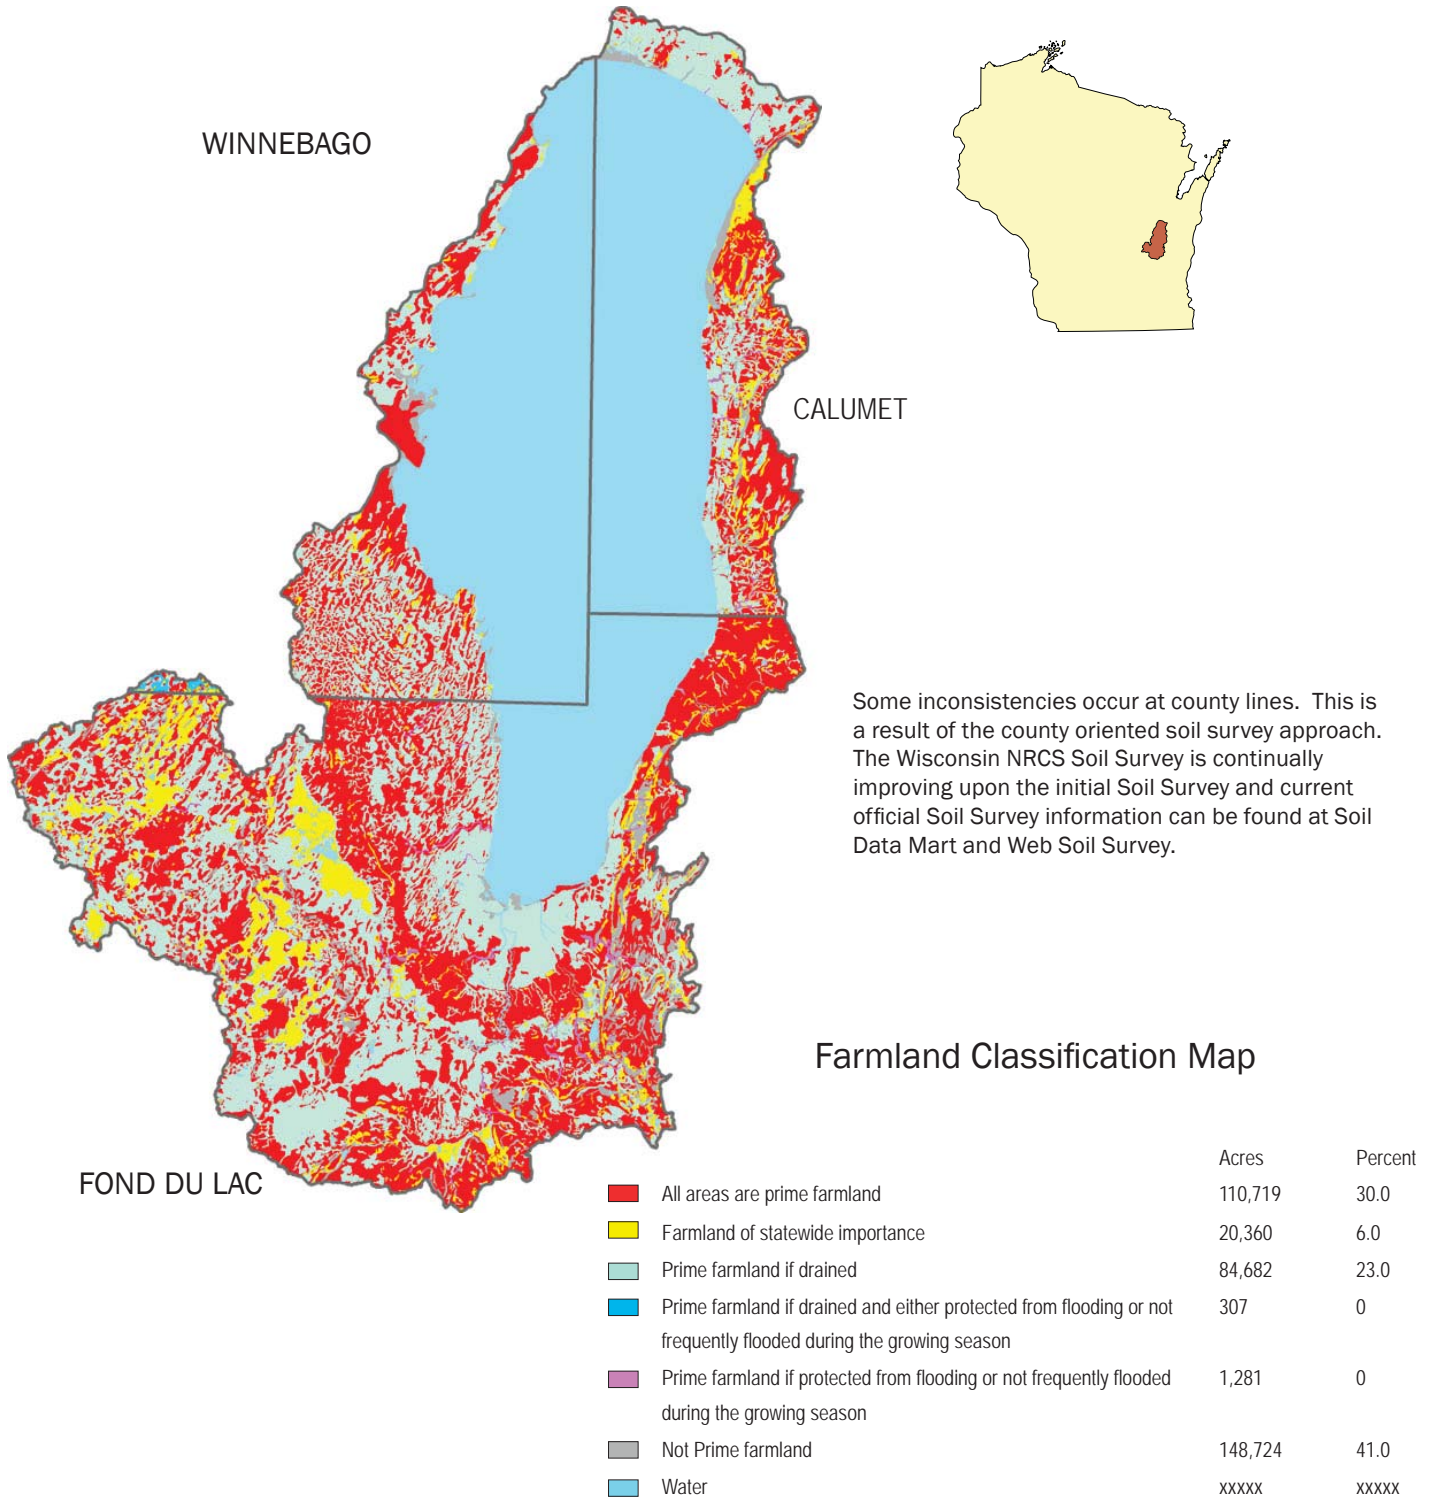 WINNEBAGO
CALUMET
Some inconsistencies occur at county lines.  This is
a result of the county oriented soil survey approach.
The Wisconsin NRCS Soil Survey is continually
improving upon the initial Soil Survey and current
official Soil Survey information can be found at Soil
Data Mart and Web Soil Survey.
Farmland Classification Map
FOND DU LAC
Acres Percent
All areas are prime farmland 110,719 30.0
Farmland of statewide importance 20,360 6.0
Prime farmland if drained 84,682 23.0
Prime farmland if drained and either protected from flooding or not 307 0
frequently flooded during the growing season
Prime farmland if protected from flooding or not frequently flooded 1,281 0
during the growing season
Not Prime farmland 148,724 41.0
Water xxxxx xxxxx